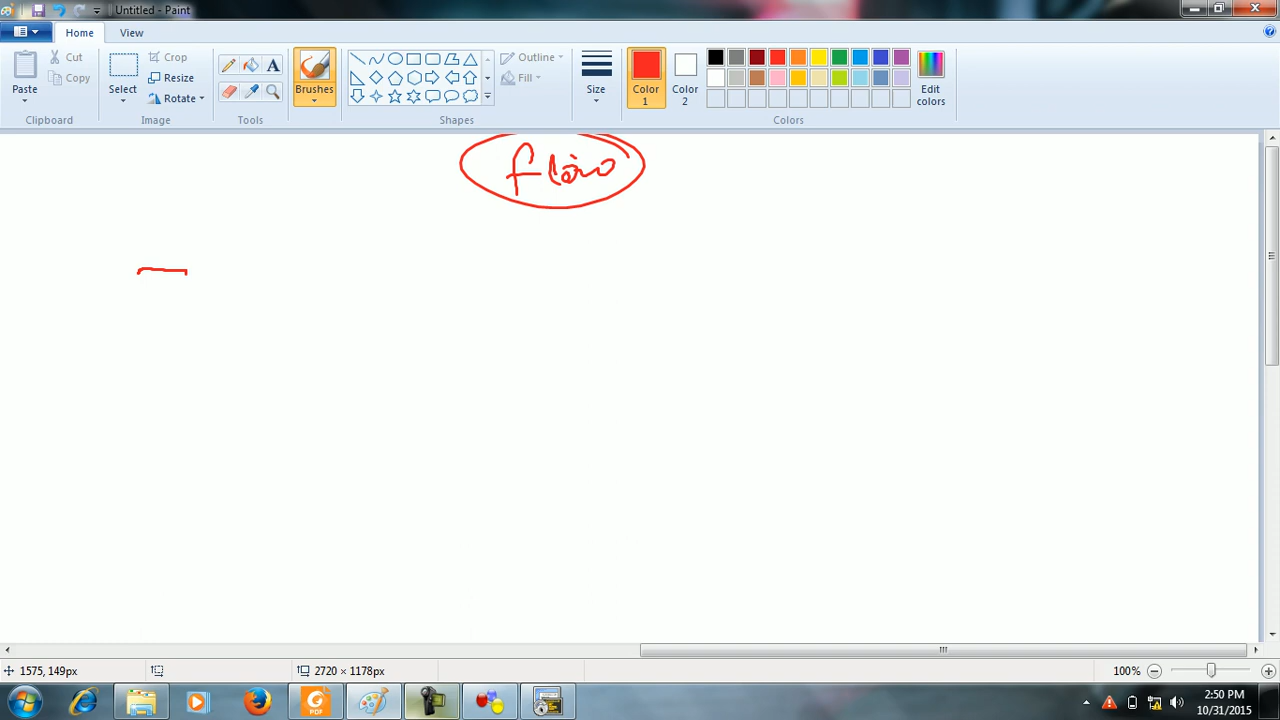 Untitled - Paint
Home View
Paste Cut Copy Select Crop Resize Rotate Brushes Outline Fill Size Color 1 Color 2 Edit colors
Clipboard Image Tools Shapes Colors
1575, 149px 2720 × 1178px 100%
PDF 2:50 PM
10/31/2015